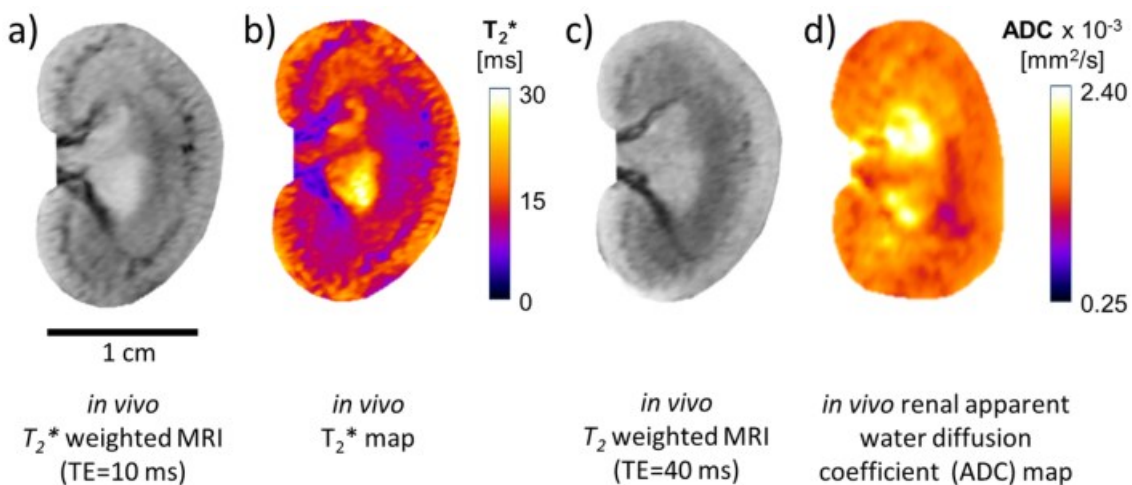 a)
b)
T2*
[ms]
30
15
0
c)
d)
ADC x 10-3
[mm2/s]
2.40
0.25
1 cm
in vivo
T2* weighted MRI
(TE=10 ms)
in vivo
T2* map
in vivo
T2 weighted MRI
(TE=40 ms)
in vivo renal apparent
water diffusion
coefficient (ADC) map